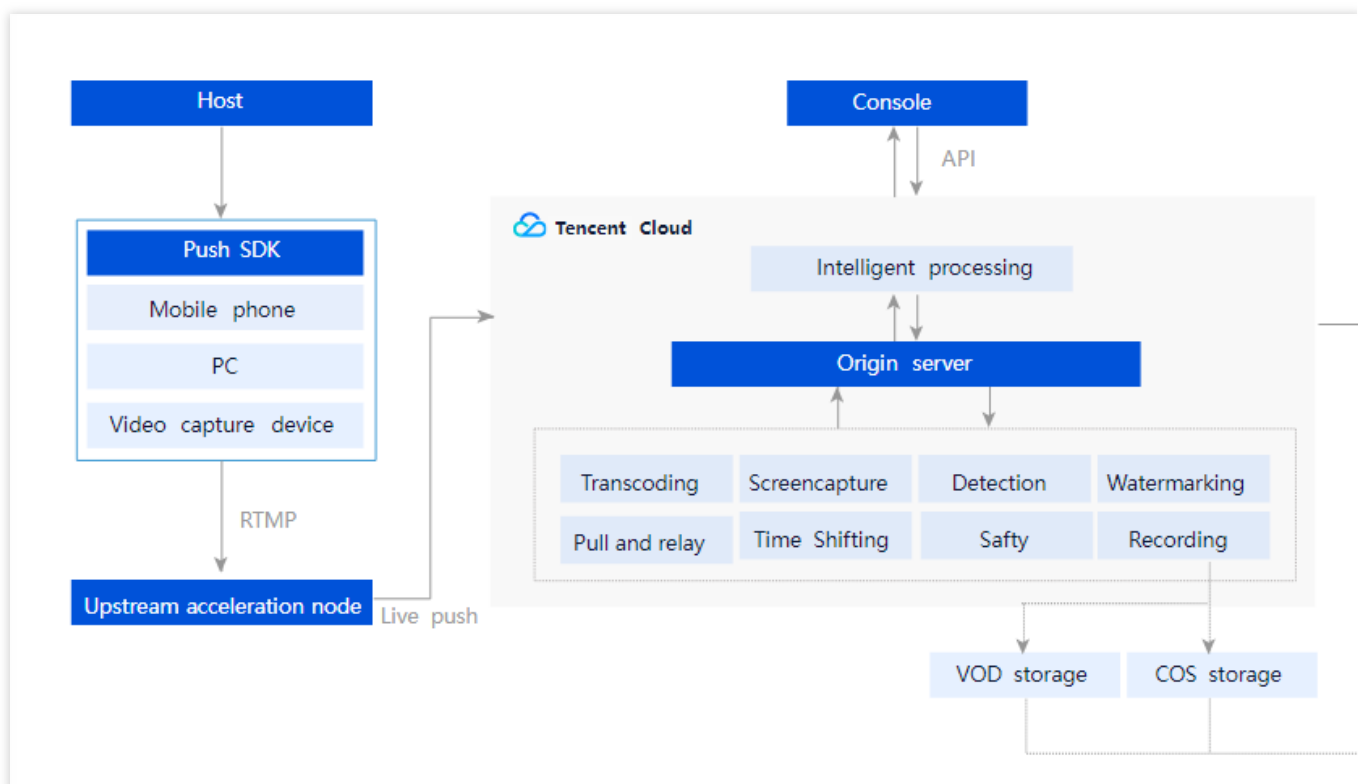 Host
Console
API
Tencent Cloud
Push SDK
Intelligent processing
Mobile phone
Origin server
PC
Video capture device
Transcoding
Screencapture
Detection
Watermarking
RTMP
Pull and relay
Time Shifting
Safty
Recording
Upstream acceleration node
Live push
VOD storage
COS storage